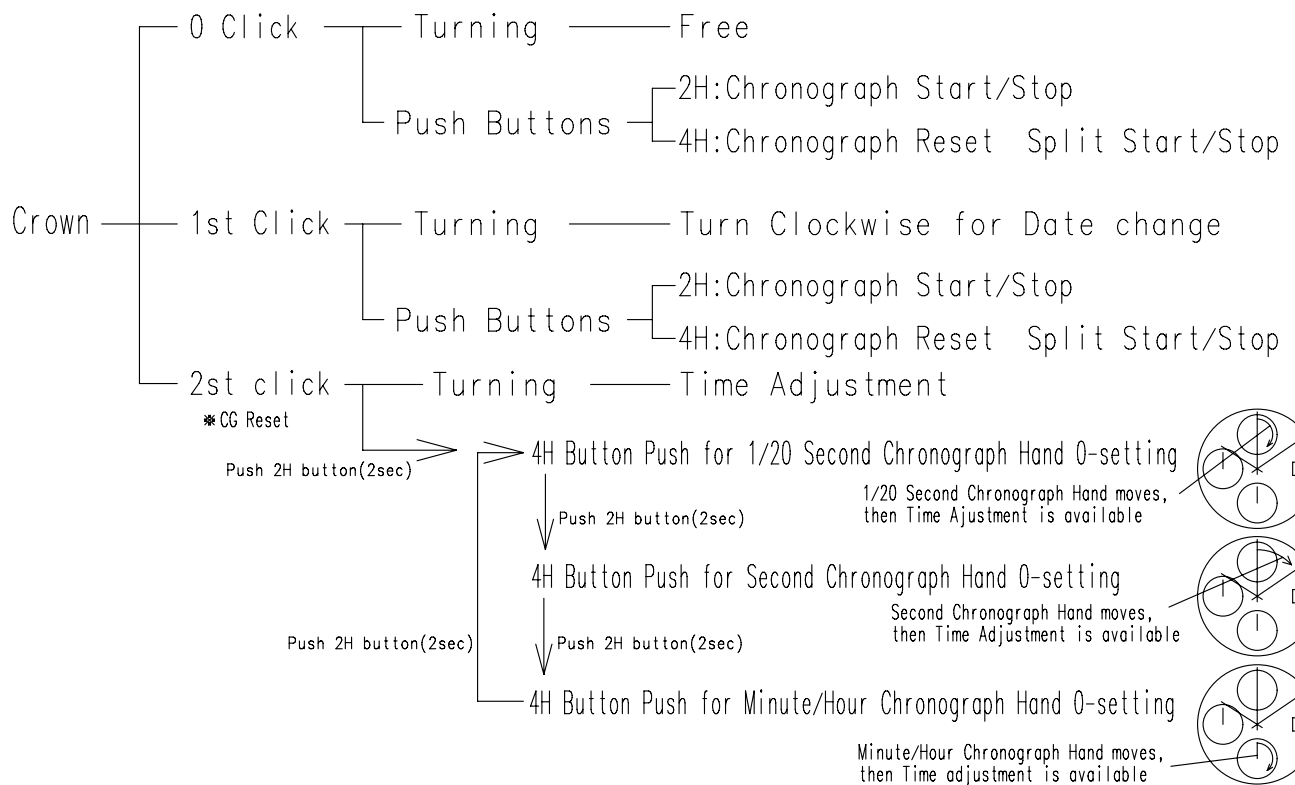 0 Click Turning Free
2H:Chronograph Start/Stop
Push Buttons
4H:Chronograph Reset Split Start/Stop
Crown 1st Click Turning Turn Clockwise for Date change
2H:Chronograph Start/Stop
Push Buttons
4H:Chronograph Reset Split Start/Stop
2st click Turning Time Adjustment
※CG Reset
Push 2H button(2sec)
4H Button Push for 1/20 Second Chronograph Hand 0-setting
1/20 Second Chronograph Hand moves,
then Time Ajustment is available
Push 2H button(2sec)
4H Button Push for Second Chronograph Hand 0-setting
Second Chronograph Hand moves,
then Time Adjustment is available
Push 2H button(2sec)
Push 2H button(2sec)
4H Button Push for Minute/Hour Chronograph Hand 0-setting
Minute/Hour Chronograph Hand moves,
then Time adjustment is available